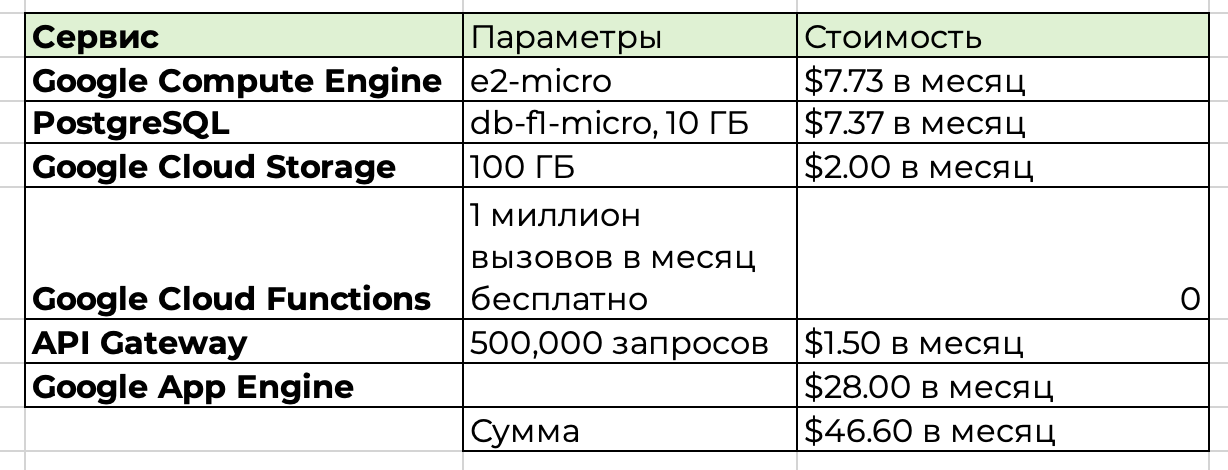 Сервис Параметры Стоимость
Google Compute Engine e2-micro $7.73 в месяц
PostgreSQL db-f1-micro, 10 ГБ $7.37 в месяц
Google Cloud Storage 100 ГБ $2.00 в месяц
1 миллион
вызовов в месяц
Google Cloud Functions бесплатно 0
API Gateway 500,000 запросов $1.50 в месяц
Google App Engine $28.00 в месяц
Сумма $46.60 в месяц